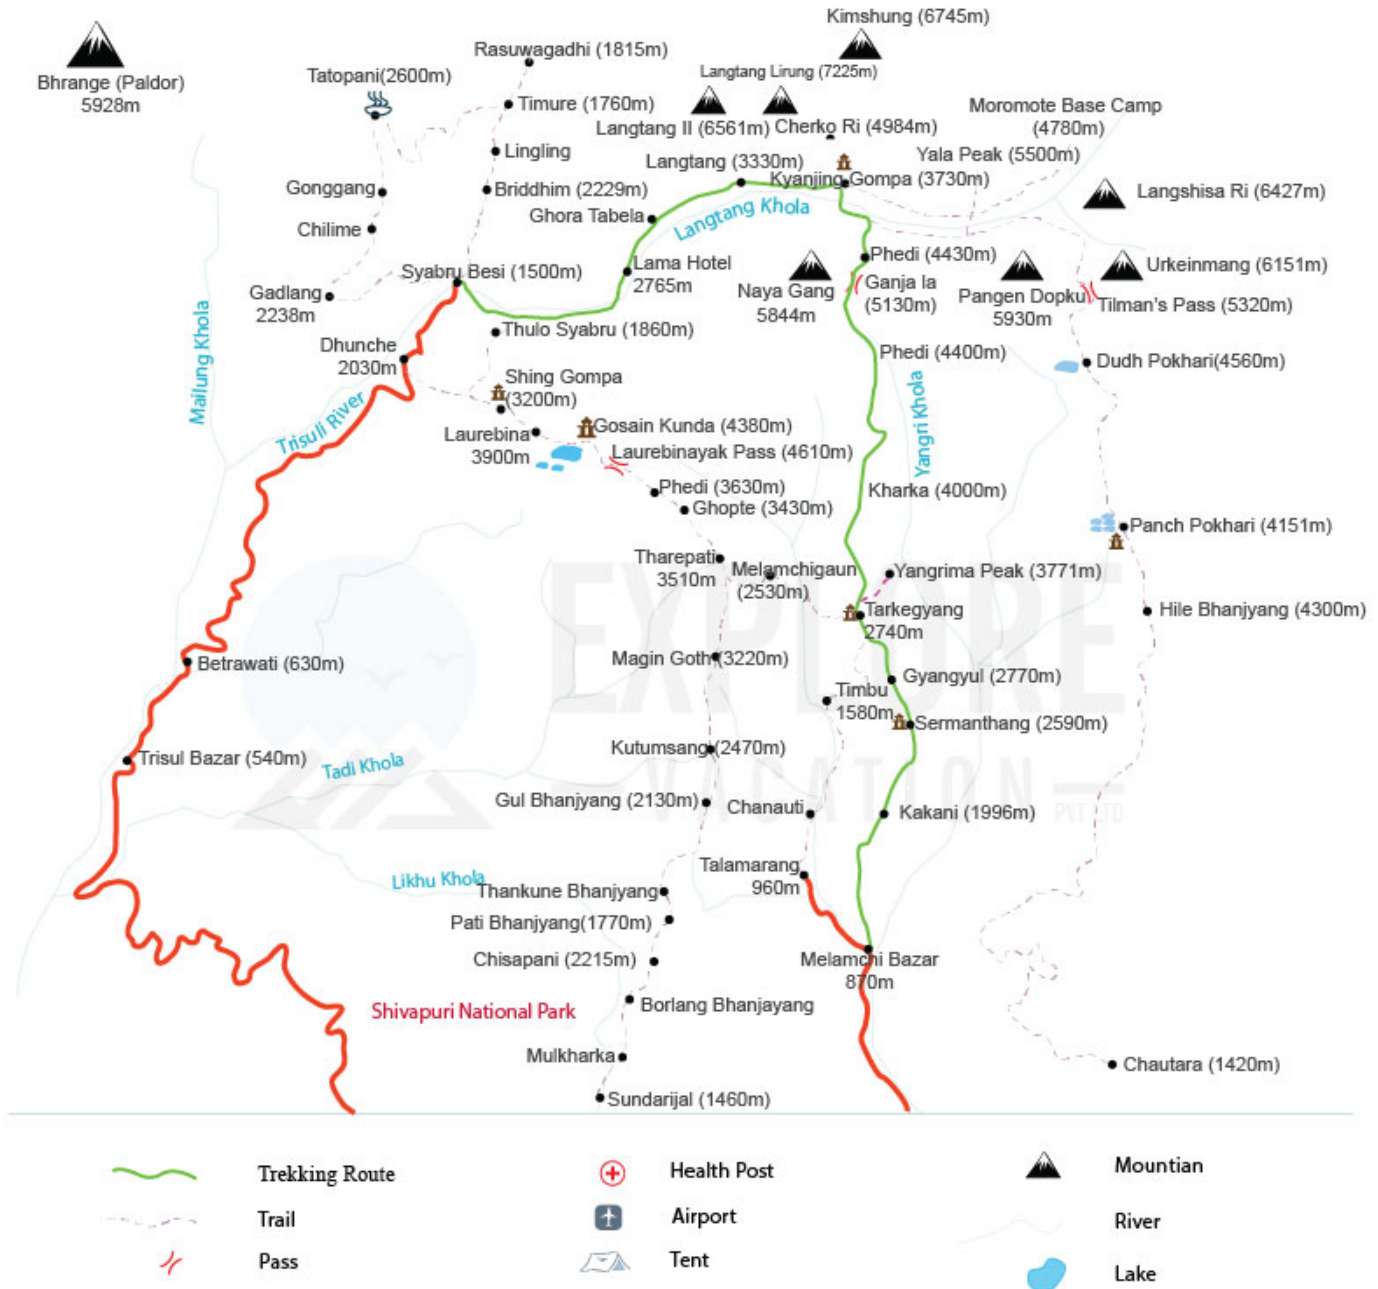 Kimshung (6745m)
Rasuwagadhi (1815m)
Langtang Lirung (7225m)
Bhrange (Paldor)
5928m
Tatopani(2600m)
Timure (1760m)
Langtang II (6561m)
Cherko Ri (4984m)
Moromote Base Camp
(4780m)
Lingling
Langtang (3330m)
Yala Peak (5500m)
Kyanjing Gompa (3730m)
Gonggang
Briddhim (2229m)
Langshisa Ri (6427m)
Ghora Tabela
Langtang Khola
Chilime
Phedi (4430m)
Syabru Besi (1500m)
Lama Hotel
2765m
Urkeinmang (6151m)
Gadlang
2238m
Naya Gang
5844m
Ganja la
(5130m)
Pangen Dopku
5930m
Tilman's Pass (5320m)
Mailung Khola
Thulo Syabru (1860m)
Dhunche
2030m
Phedi (4400m)
Dudh Pokhari(4560m)
Shing Gompa
(3200m)
Yangri Khola
Trisuli River
Laurebina
3900m
Gosain Kunda (4380m)
Laurebinayak Pass (4610m)
Phedi (3630m)
Kharka (4000m)
Ghopte (3430m)
Panch Pokhari (4151m)
Tharepati
3510m
Melamchigaun
(2530m)
Yangrima Peak (3771m)
EXPLORE
VACATION
PVT LTD
Tarkegyang
2740m
Hile Bhanjyang (4300m)
Betrawati (630m)
Magin Goth (3220m)
Gyangyul (2770m)
Timbu
1580m
Sermanthang (2590m)
Trisul Bazar (540m)
Tadi Khola
Kutumsang (2470m)
Gul Bhanjyang (2130m)
Chanauti
Kakani (1996m)
Talamarang
960m
Likhu Khola
Thankune Bhanjyang
Pati Bhanjyang(1770m)
Chisapani (2215m)
Melamchi Bazar
870m
Shivapuri National Park
Borlang Bhanjayang
Mulkharka
Chautara (1420m)
Sundarijal (1460m)
Trekking Route
Health Post
Mountian
Trail
Airport
River
Pass
Tent
Lake